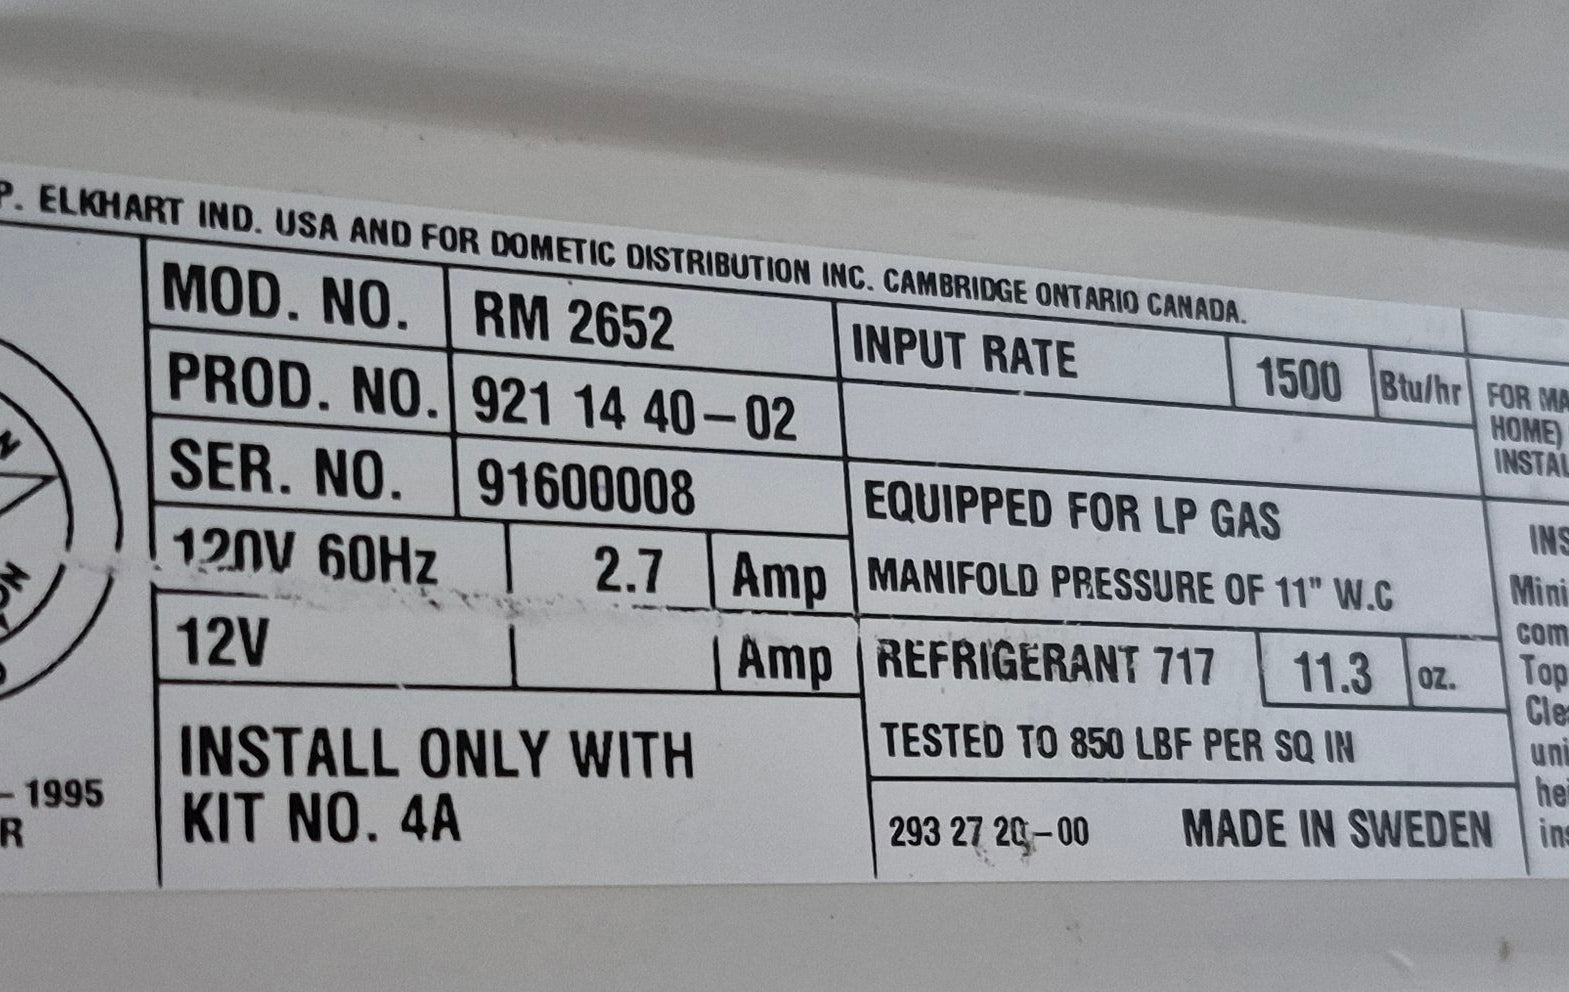 P. ELKHART IND. USA AND FOR DOMETIC DISTRIBUTION INC. CAMBRIDGE ONTARIO CANADA.
MOD. NO. RM 2652
PROD. NO. 921 14 40-02
SER. NO. 91600008
120V 60Hz 2.7 Amp
12V Amp
INSTALL ONLY WITH
KIT NO. 4A
INPUT RATE 1500 Btu/hr
EQUIPPED FOR LP GAS
MANIFOLD PRESSURE OF 11" W.C
REFRIGERANT 717 11.3 oz.
TESTED TO 850 LBF PER SQ IN
293 27 20-00 MADE IN SWEDEN
- 1995
R
FOR MA
HOME)
INSTAL
INS
Mini
com
Top
Cle
uni
hei
ins